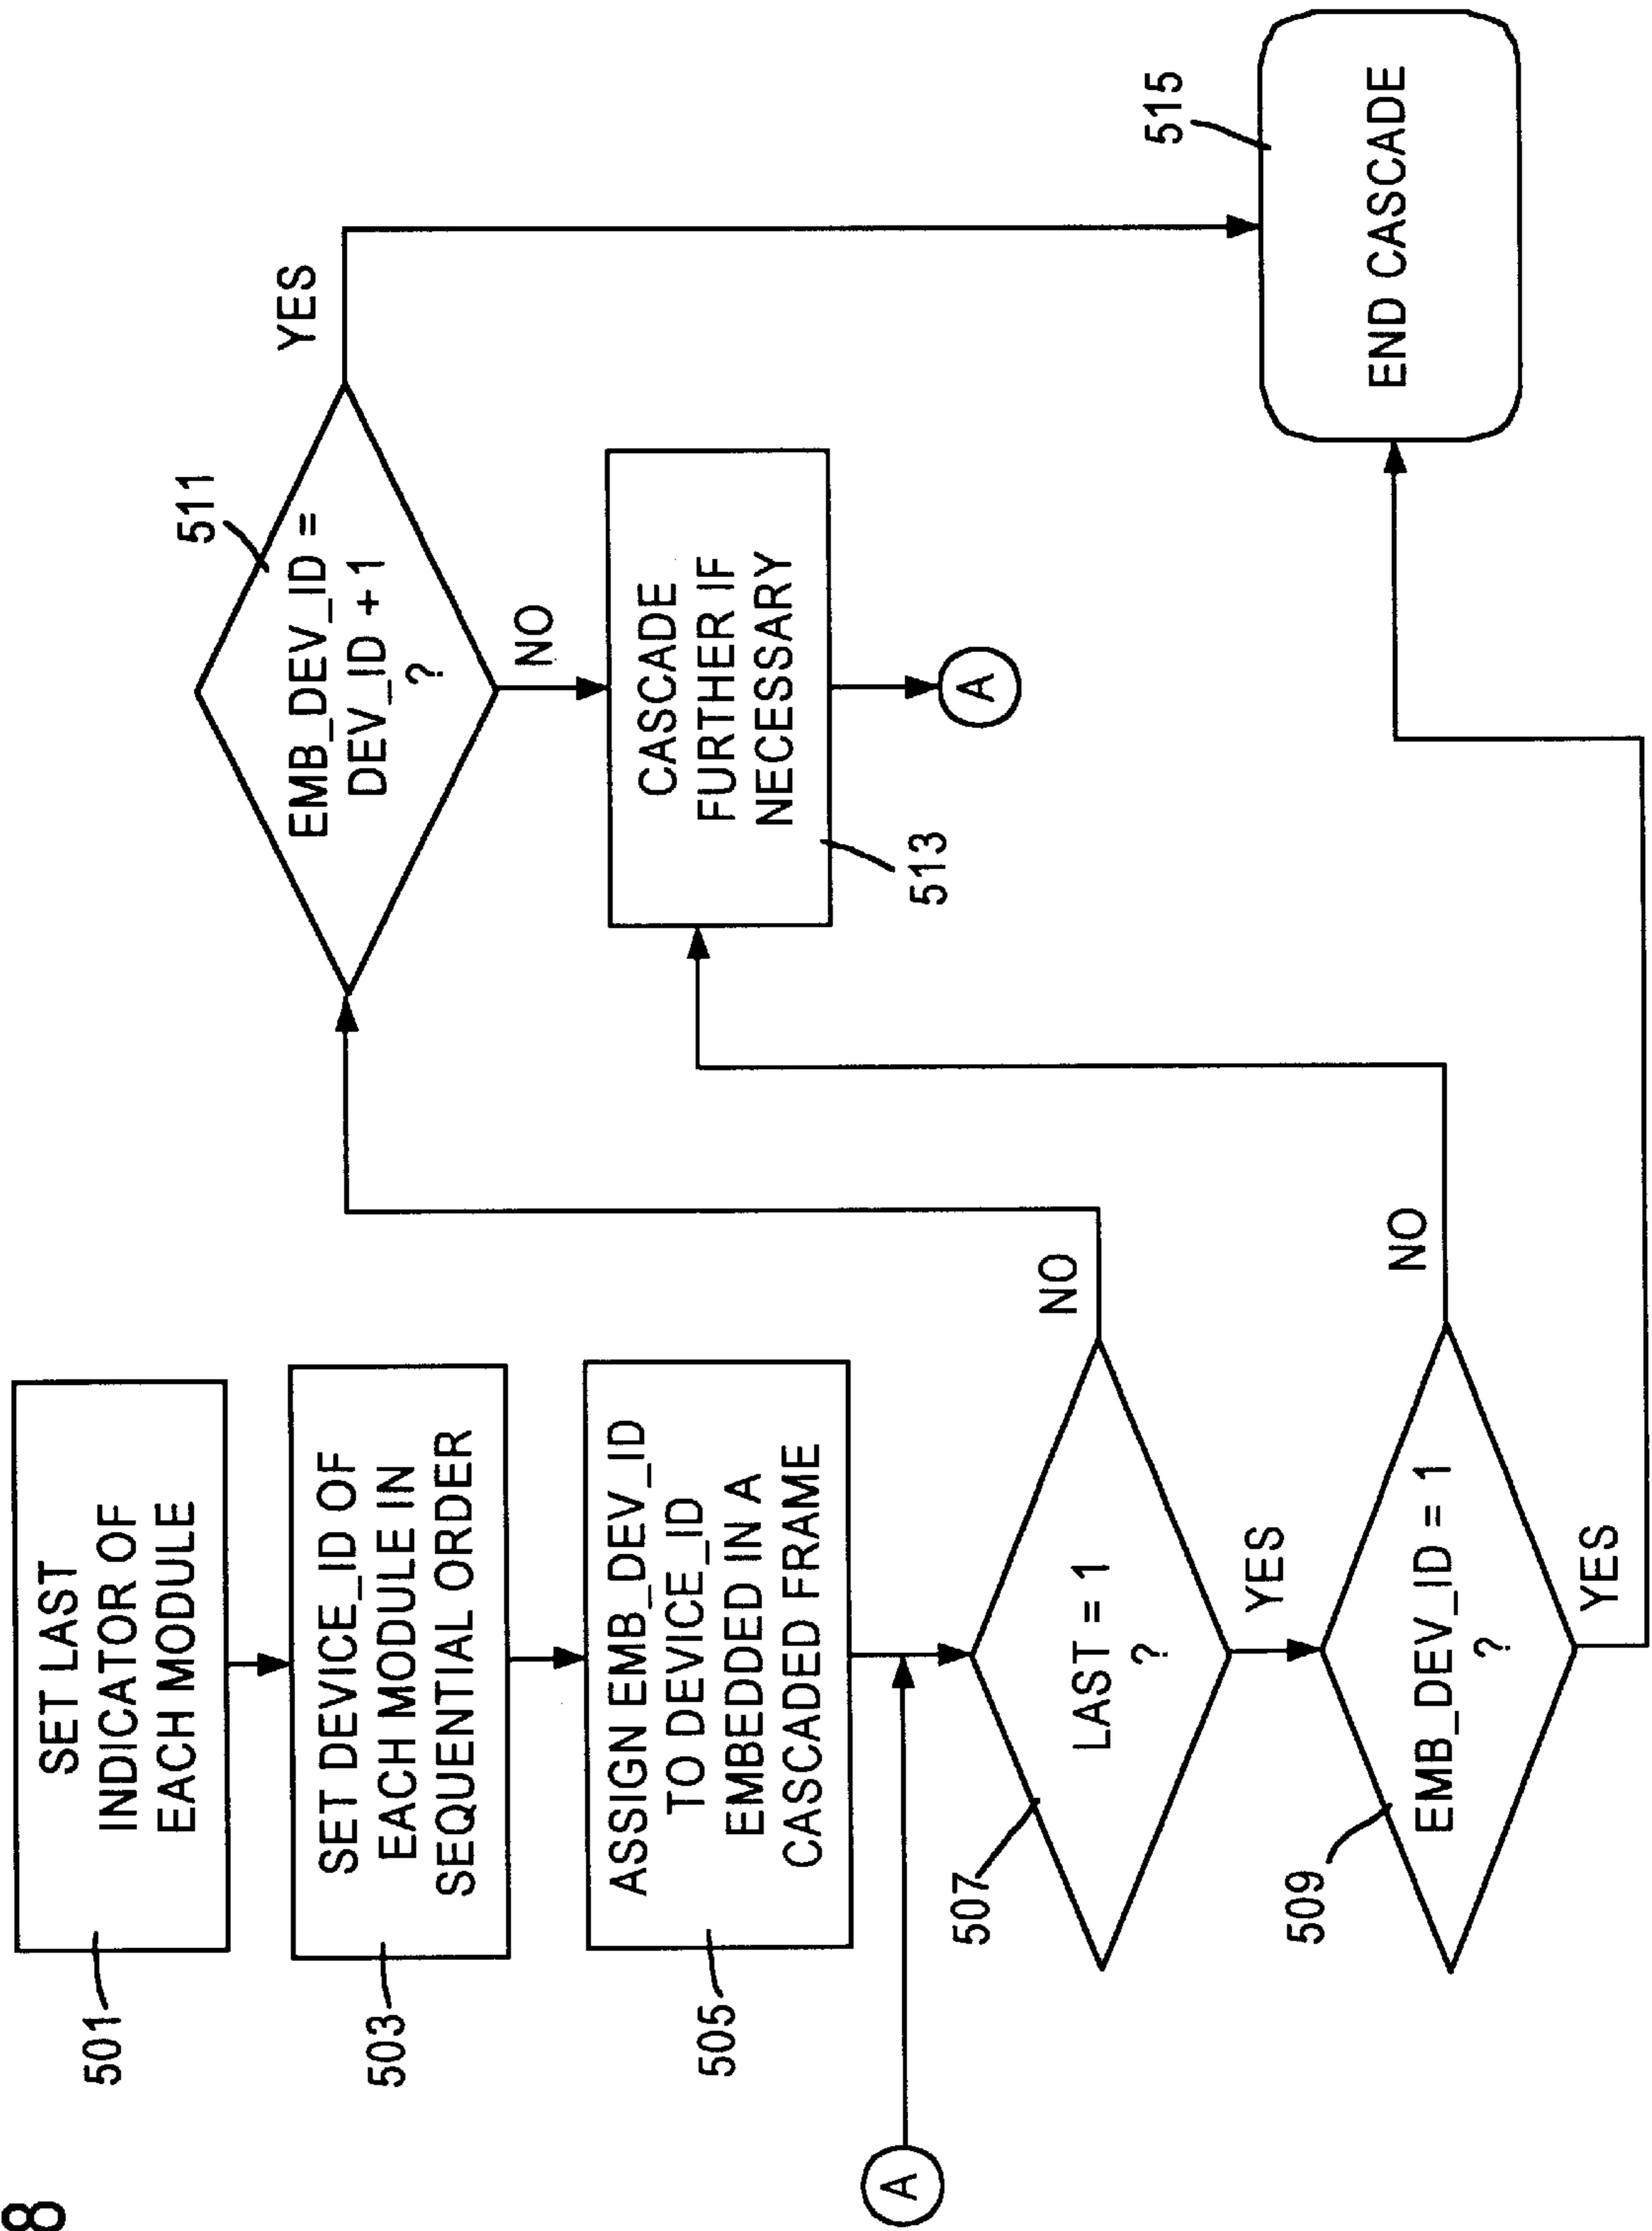 8
501
SET LAST
INDICATOR OF
EACH MODULE
503
SET DEVICE_ID OF
EACH MODULE IN
SEQUENTIAL ORDER
505
ASSIGN EMB_DEV_ID
TO DEVICE_ID
EMBEDDED IN A
CASCADED FRAME
A
507
LAST = 1
?
NO
YES
509
EMB_DEV_ID = 1
?
NO
YES
511
EMB_DEV_ID =
DEV_ID + 1
?
YES
NO
CASCADE
FURTHER IF
NECESSARY
513
A
515
END CASCADE